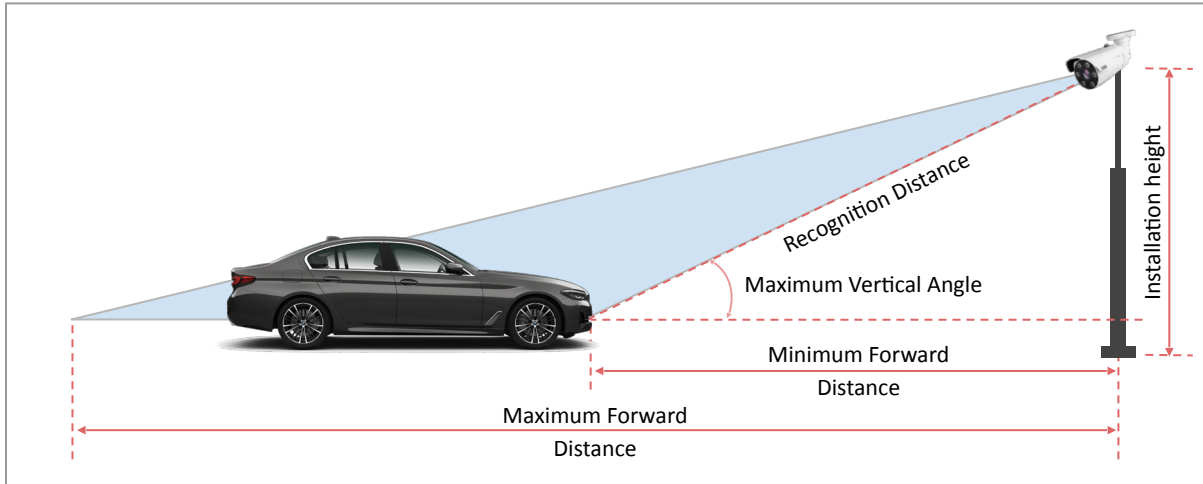 Installation height
Recognition Distance
Maximum Vertical Angle
Minimum Forward
Distance
Maximum Forward
Distance